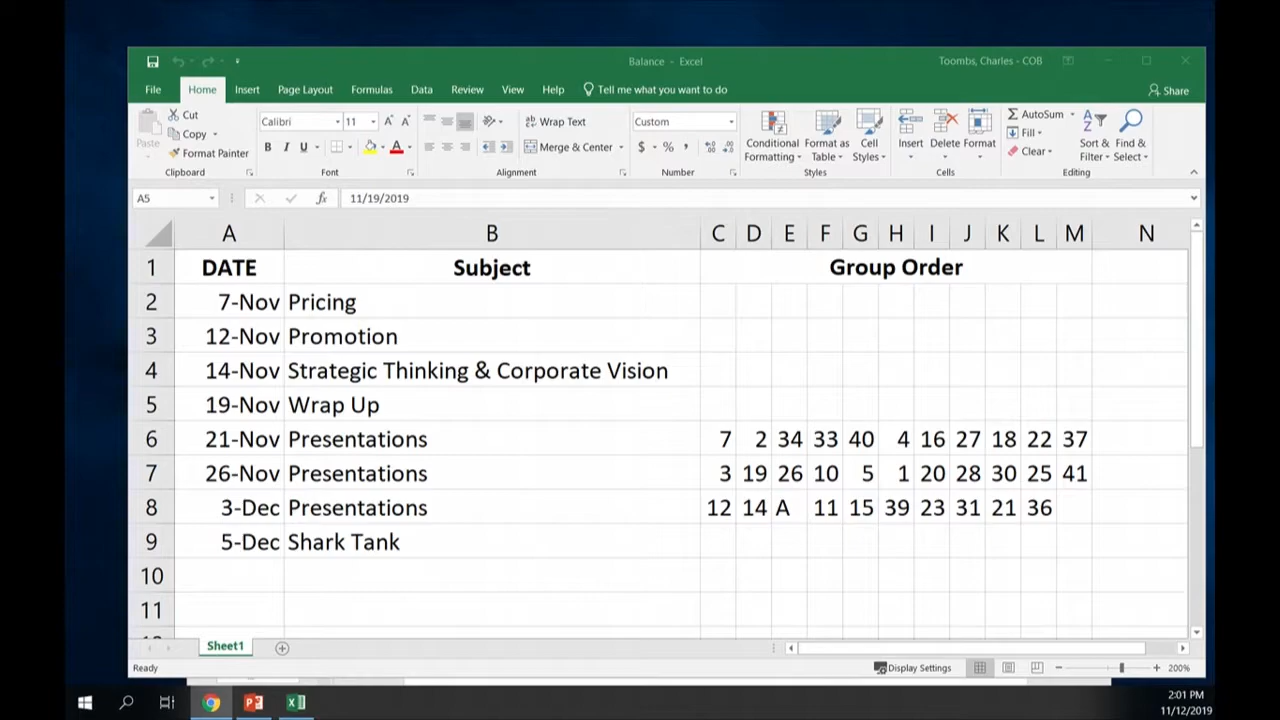 Balance - Excel
Toombs, Charles - COB
File Home Insert Page Layout Formulas Data Review View Help Tell me what you want to do Share
Paste
Cut
Copy
Format Painter
Clipboard
Calibri 11 A A
B I U A
Font
Wrap Text
Merge & Center
Alignment
Custom
$ % ,
Number
Conditional Formatting
Format as Table
Cell Styles
Styles
Insert Delete Format
Cells
AutoSum
Fill
Clear
Sort & Filter
Find & Select
Editing
A5 fx 11/19/2019
A B C D E F G H I J K L M N
1 DATE Subject Group Order
2 7-Nov Pricing
3 12-Nov Promotion
4 14-Nov Strategic Thinking & Corporate Vision
5 19-Nov Wrap Up
6 21-Nov Presentations 7 2 34 33 40 4 16 27 18 22 37
7 26-Nov Presentations 3 19 26 10 5 1 20 28 30 25 41
8 3-Dec Presentations 12 14 A 11 15 39 23 31 21 36
9 5-Dec Shark Tank
10
11
Sheet1
Ready Display Settings 200%
2:01 PM
11/12/2019